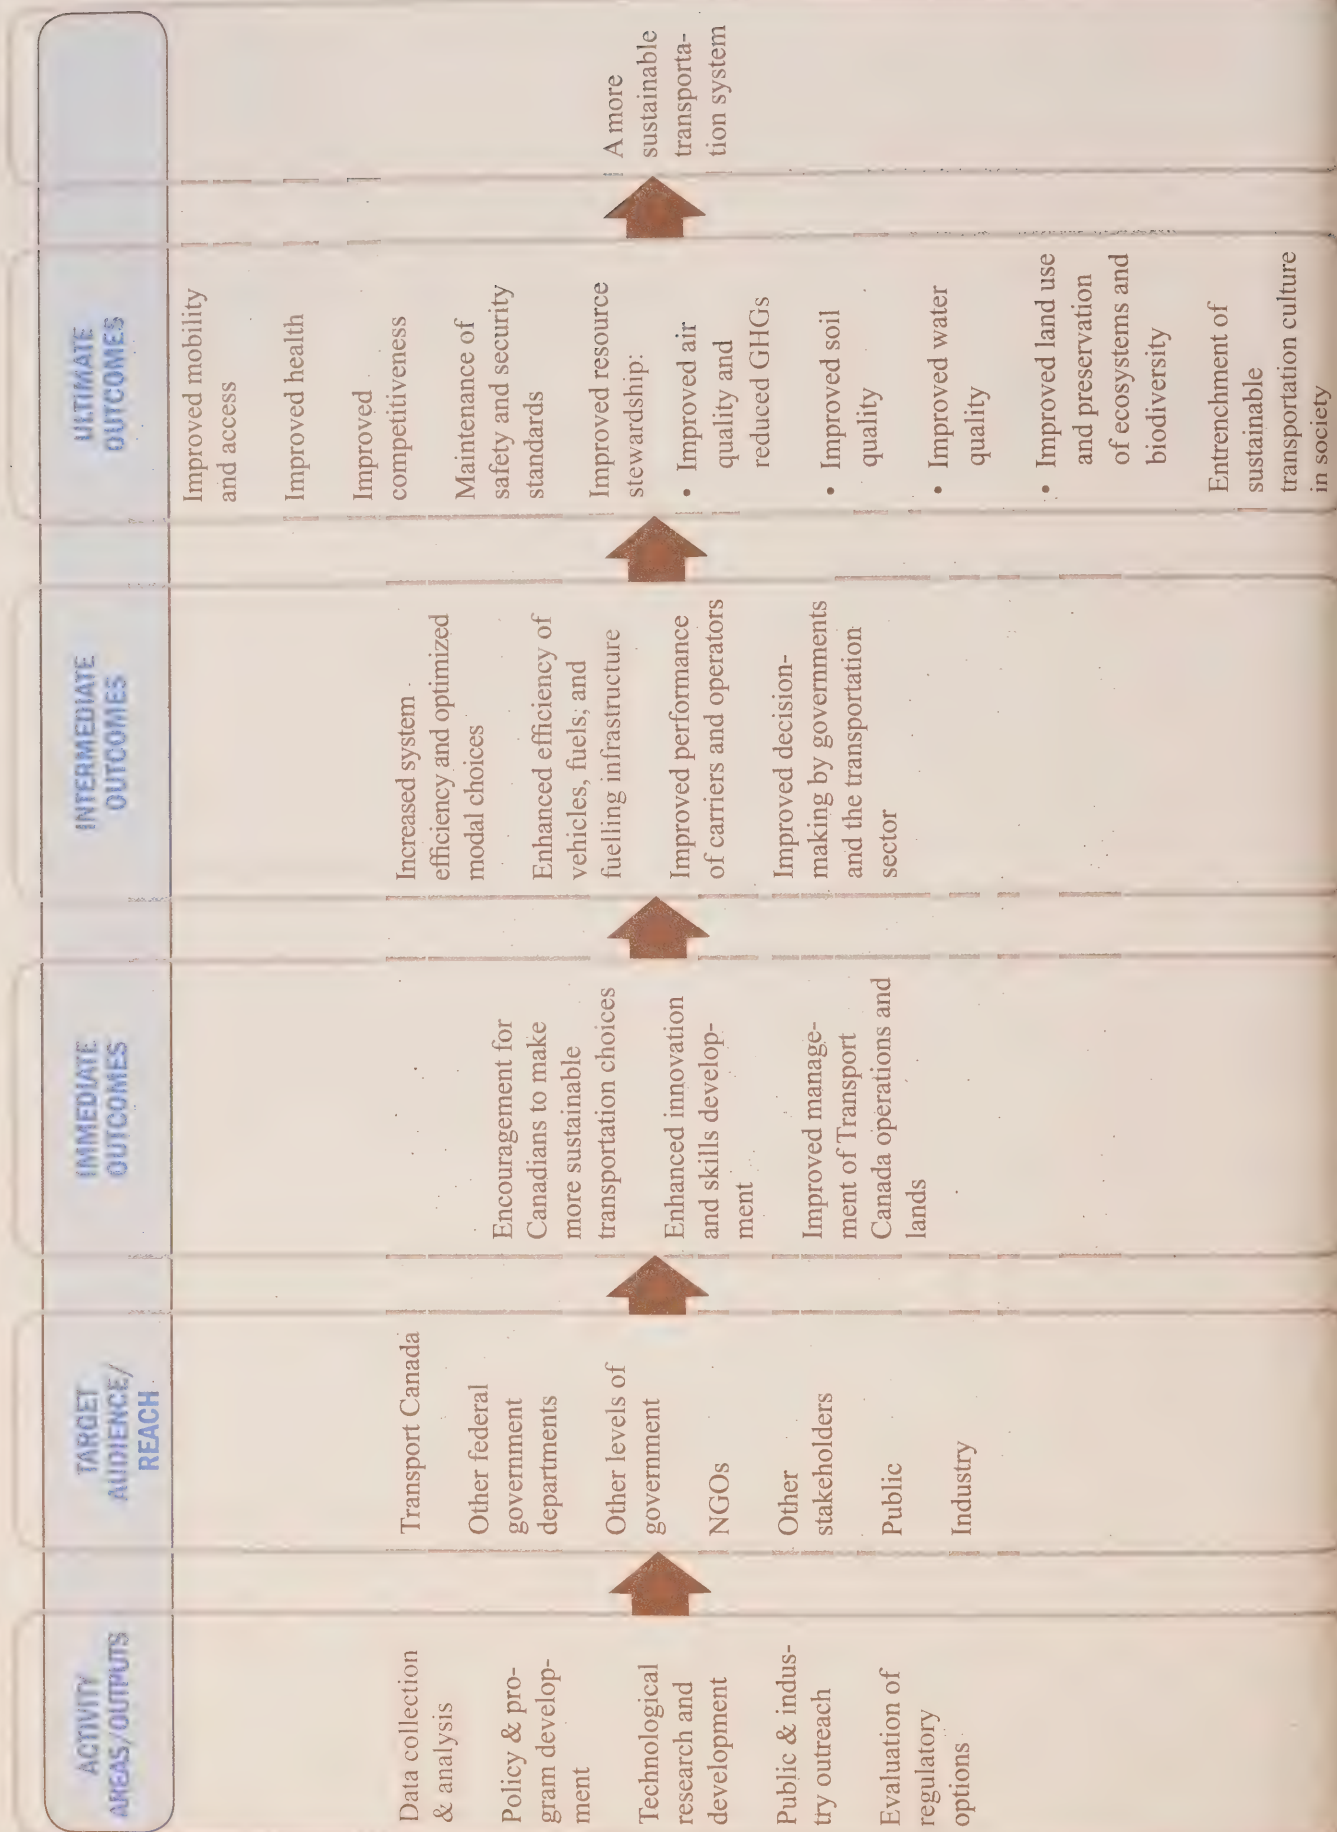 ACTIVITY
AREAS/OUTPUTS
Data collection
& analysis
Policy & pro-
gram develop-
ment
Technological
research and
development
Public & indus-
try outreach
Evaluation of
regulatory
options
TARGET
AUDIENCE/
REACH
Transport Canada
Other federal
government
departments
Other levels of
government
NGOs
Other
stakeholders
Public
Industry
IMMEDIATE
OUTCOMES
Encouragement for
Canadians to make
more sustainable
transportation choices
Enhanced innovation
and skills develop-
ment
Improved manage-
ment of Transport
Canada operations and
lands
INTERMEDIATE
OUTCOMES
Increased system
efficiency and optimized
modal choices
Enhanced efficiency of
vehicles, fuels, and
fuelling infrastructure
Improved performance
of carriers and operators
Improved decision-
making by governments
and the transportation
sector
ULTIMATE
OUTCOMES
Improved mobility
and access
Improved health
Improved
competitiveness
Maintenance of
safety and security
standards
Improved resource
stewardship:
• Improved air
quality and
reduced GHGs
• Improved soil
quality
• Improved water
quality
• Improved land use
and preservation
of ecosystems and
biodiversity
Entrenchment of
sustainable
transportation culture
in society
A more
sustainable
transporta-
tion system